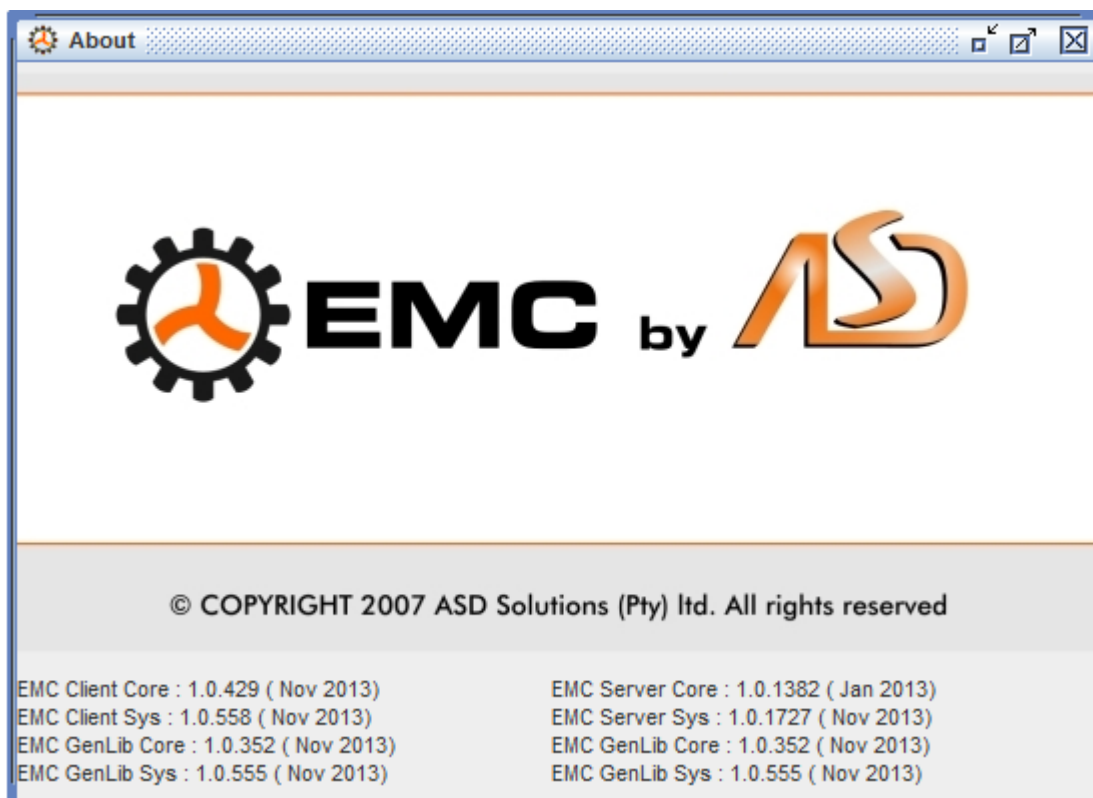 About
EMC by ASD
© COPYRIGHT 2007 ASD Solutions (Pty) ltd. All rights reserved
EMC Client Core : 1.0.429 ( Nov 2013)
EMC Client Sys : 1.0.558 ( Nov 2013)
EMC GenLib Core : 1.0.352 ( Nov 2013)
EMC GenLib Sys : 1.0.555 ( Nov 2013)
EMC Server Core : 1.0.1382 ( Jan 2013)
EMC Server Sys : 1.0.1727 ( Nov 2013)
EMC GenLib Core : 1.0.352 ( Nov 2013)
EMC GenLib Sys : 1.0.555 ( Nov 2013)